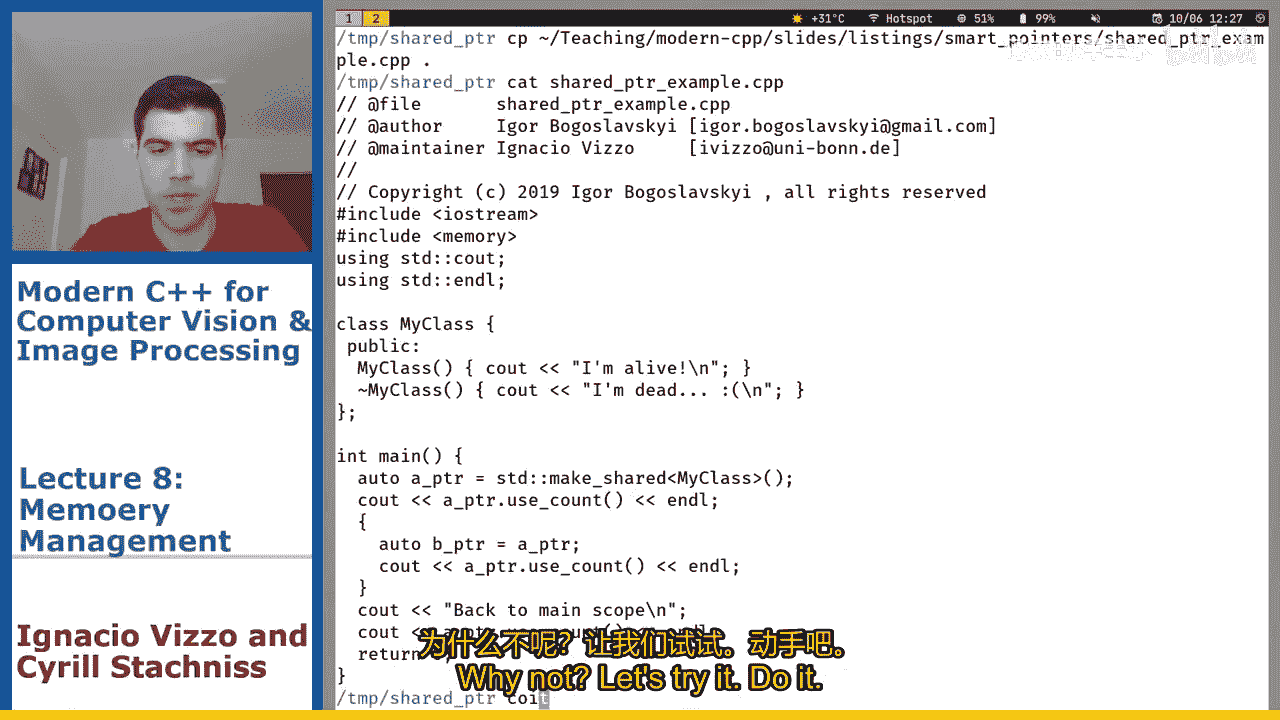 1 2 +31°C Hotspot 51% 99% 10/06 12:27
/tmp/shared_ptr cp ~/Teaching/modern-cpp/slides/listings/smart_pointers/shared_ptr_exam
ple.cpp .
/tmp/shared_ptr cat shared_ptr_example.cpp
// @file       shared_ptr_example.cpp
// @author     Igor Bogoslavskyi [igor.bogoslavskyi@gmail.com]
// @maintainer Ignacio Vizzo     [ivizzo@uni-bonn.de]
//
// Copyright (c) 2019 Igor Bogoslavskyi , all rights reserved
#include <iostream>
#include <memory>
using std::cout;
using std::endl;
class MyClass {
 public:
  MyClass() { cout << "I'm alive!\n"; }
  ~MyClass() { cout << "I'm dead... :(\n"; }
};
int main() {
  auto a_ptr = std::make_shared<MyClass>();
  cout << a_ptr.use_count() << endl;
  {
    auto b_ptr = a_ptr;
    cout << a_ptr.use_count() << endl;
  }
  cout << "Back to main scope\n";
  cout
  return
}
/tmp/shared_ptr coit
Modern C++ for
Computer Vision &
Image Processing
Lecture 8:
Memoery
Management
Ignacio Vizzo and
Cyrill Stachniss
为什么不呢？让我们试试。动手吧。
Why not? Let's try it. Do it.